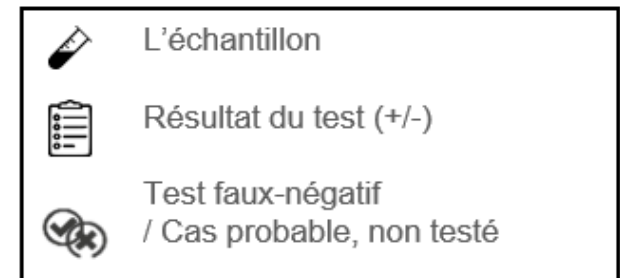 L'échantillon
Résultat du test (+/-)
Test faux-négatif
/ Cas probable, non testé